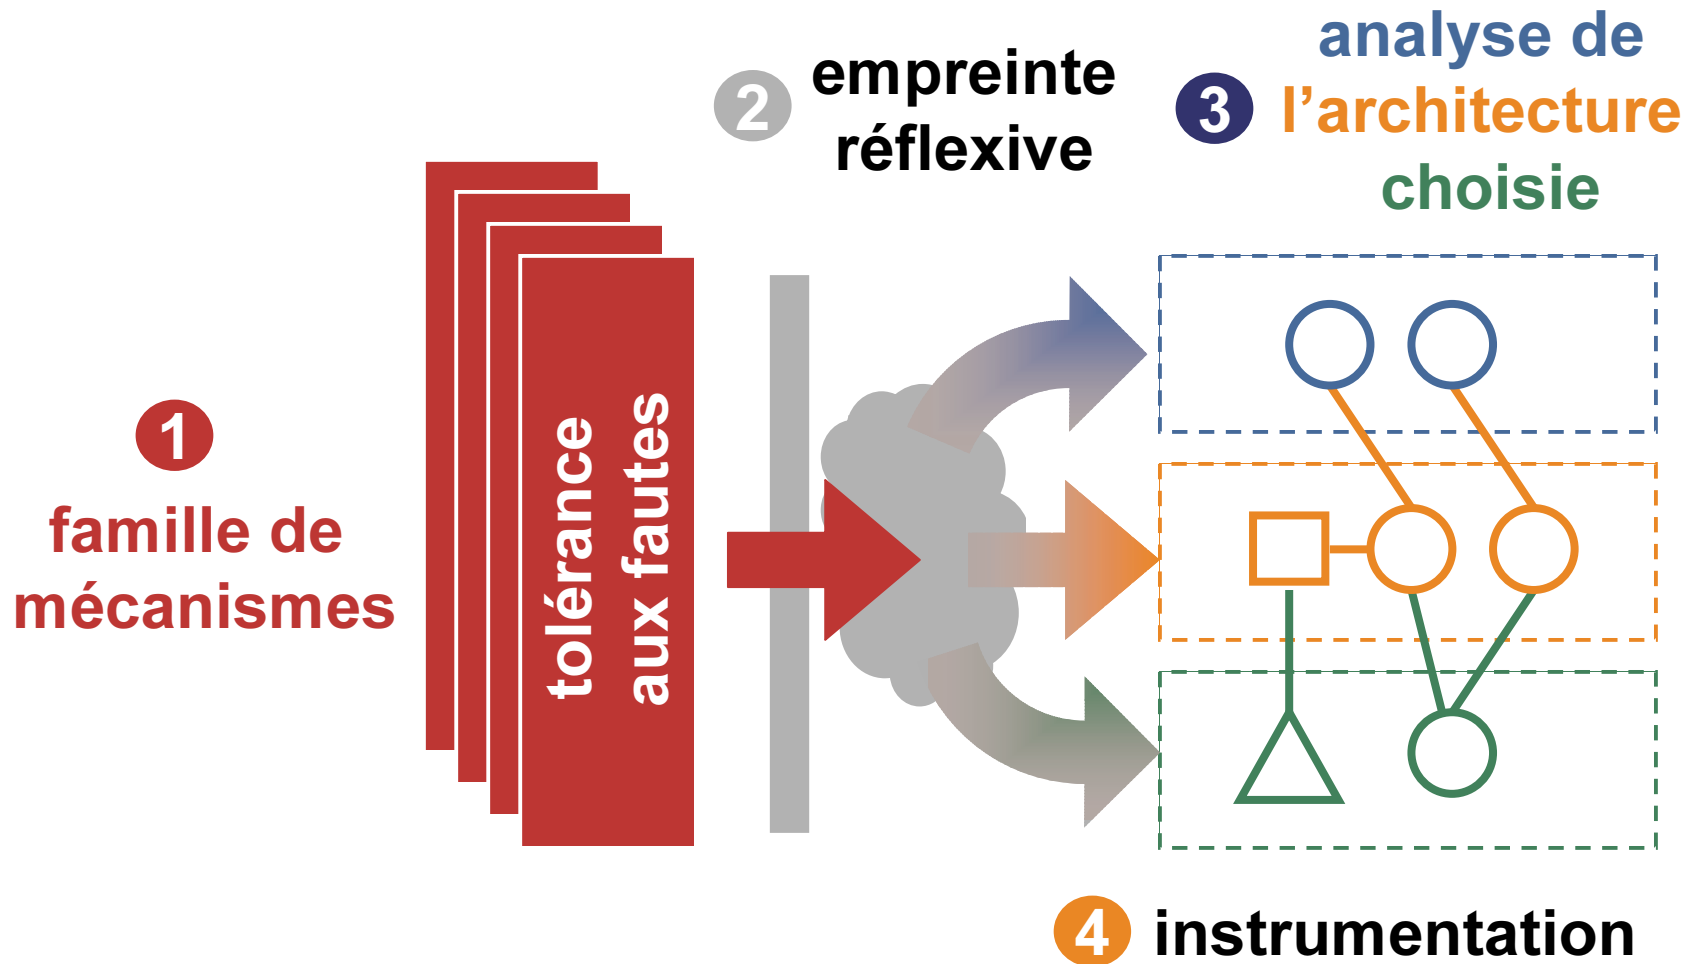 1
famille de
mécanismes
tolérance
aux fautes
2
empreinte
réflexive
3
analyse de
l’architecture
choisie
4 instrumentation